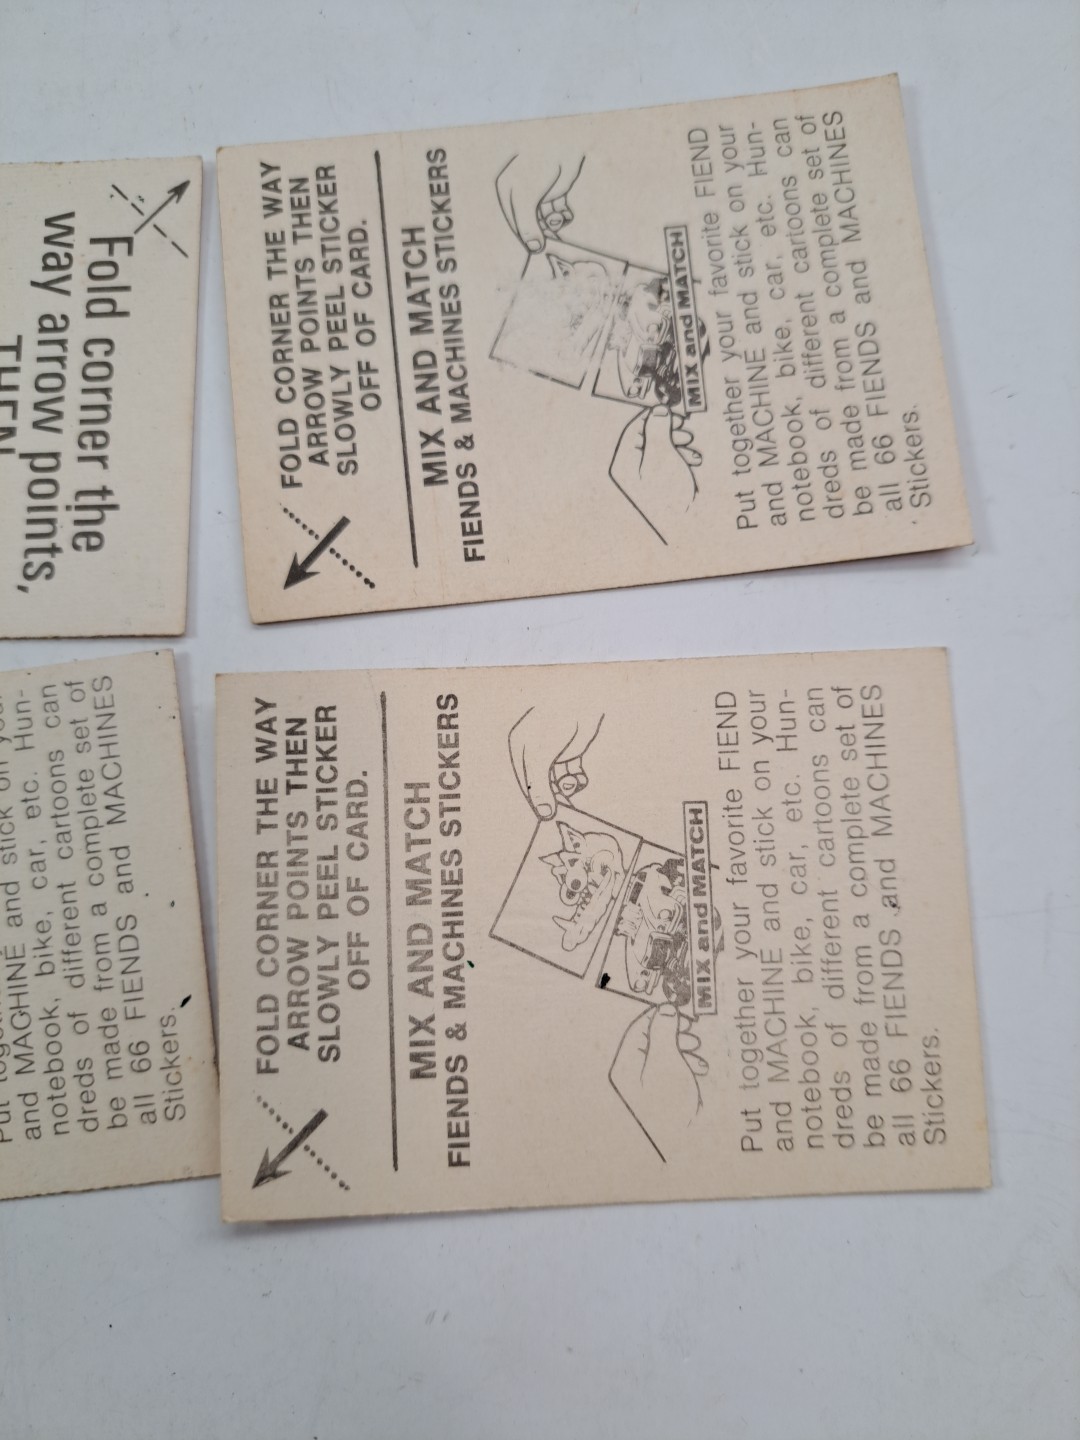 Fold corner the
way arrow points,
THEN
FOLD CORNER THE WAY
ARROW POINTS THEN
SLOWLY PEEL STICKER
OFF OF CARD.
MIX AND MATCH
FIENDS & MACHINES STICKERS
MIX and MATCH
Put together your favorite FIEND
and MACHINE and stick on your
notebook, bike, car, etc. Hun-
dreds of different cartoons can
be made from a complete set of
all 66 FIENDS and MACHINES
Stickers.
and MACHINE and stick on your
notebook, bike, car, etc. Hun-
dreds of different cartoons can
be made from a complete set of
all 66 FIENDS and MACHINES
Stickers.
FOLD CORNER THE WAY
ARROW POINTS THEN
SLOWLY PEEL STICKER
OFF OF CARD.
MIX AND MATCH
FIENDS & MACHINES STICKERS
MIX and MATCH
Put together your favorite FIEND
and MACHINE and stick on your
notebook, bike, car, etc. Hun-
dreds of different cartoons can
be made from a complete set of
all 66 FIENDS and MACHINES
Stickers.